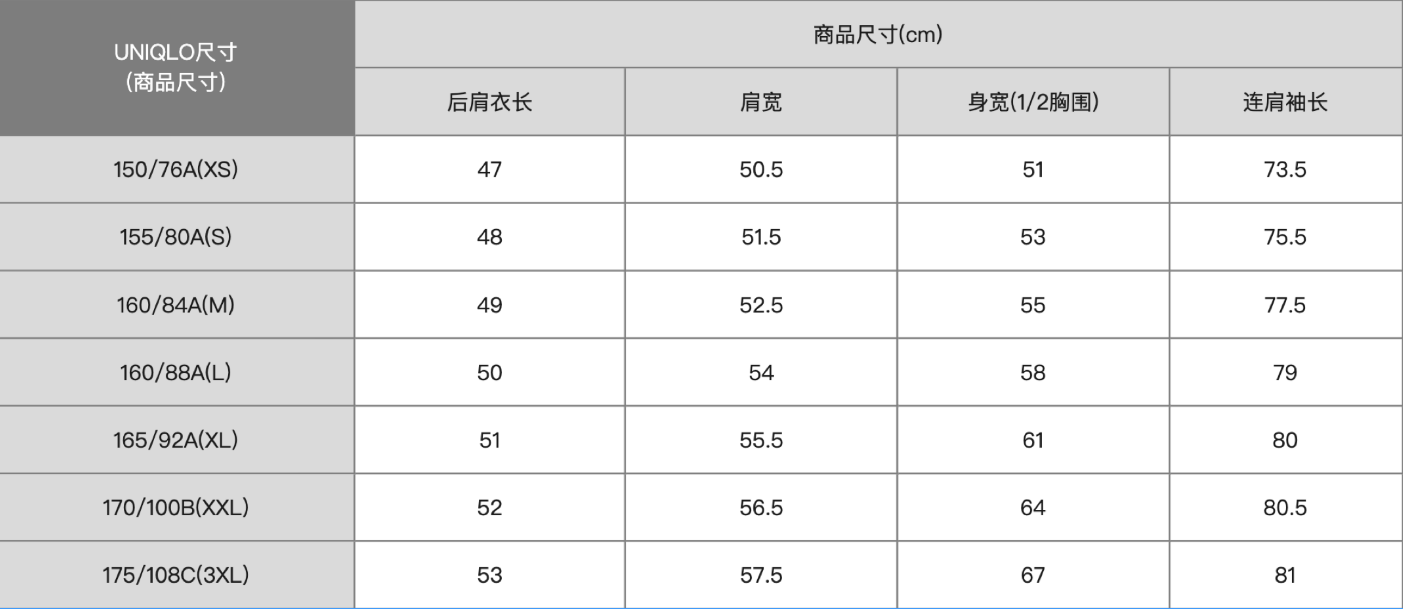 UNIQLO尺寸
(商品尺寸)
商品尺寸(cm)
后肩衣长 肩宽 身宽(1/2胸围) 连肩袖长
150/76A(XS) 47 50.5 51 73.5
155/80A(S) 48 51.5 53 75.5
160/84A(M) 49 52.5 55 77.5
160/88A(L) 50 54 58 79
165/92A(XL) 51 55.5 61 80
170/100B(XXL) 52 56.5 64 80.5
175/108C(3XL) 53 57.5 67 81